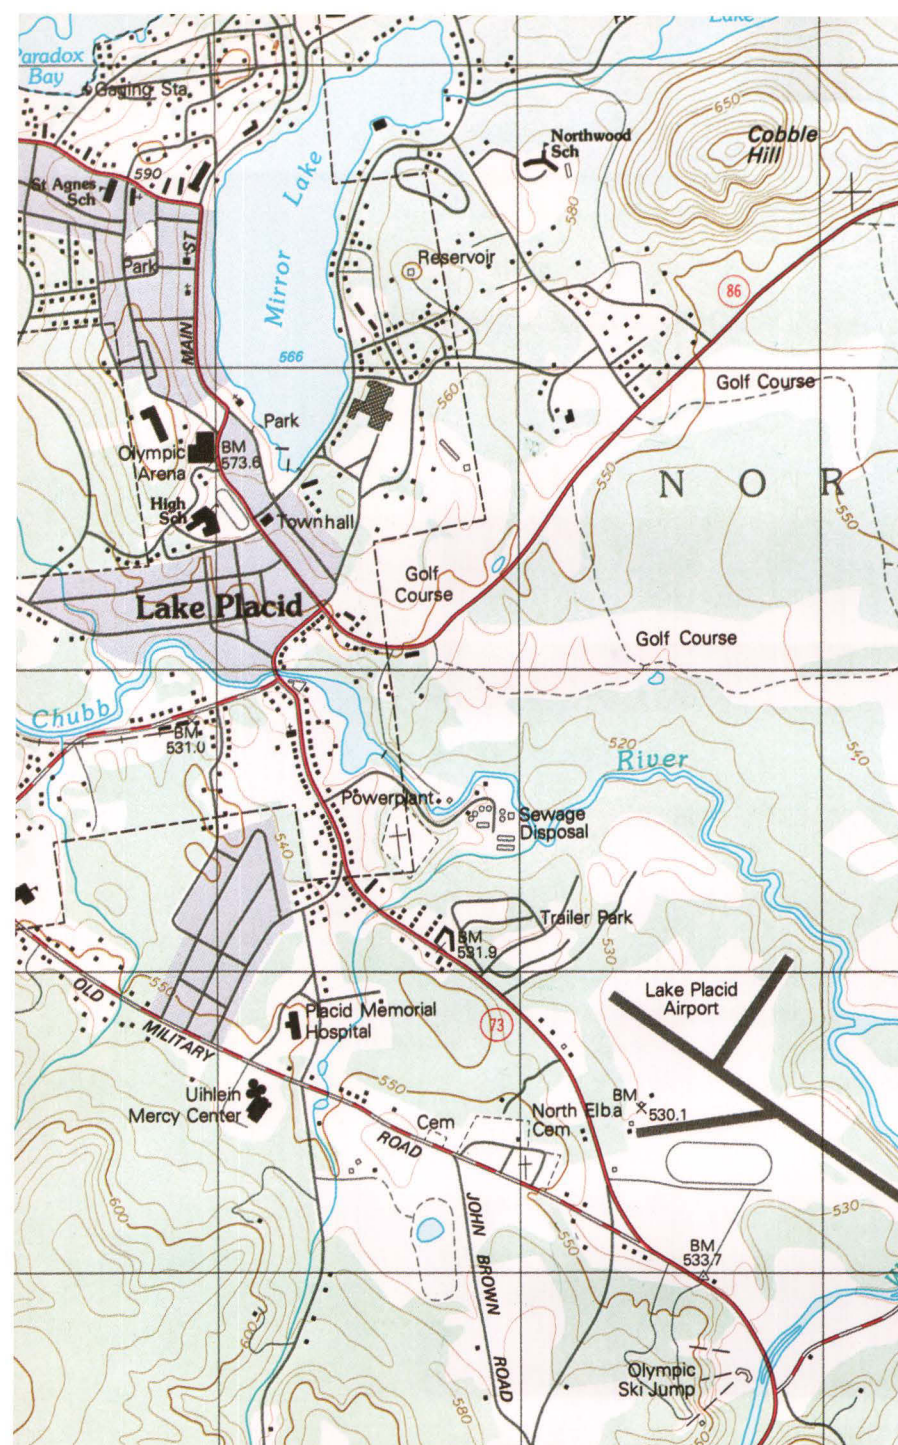 Lake
Paradox
Bay
Gaging Sta.
650
Cobble
Hill
Northwood
Sch
590
St Agnes
Sch
580
Mirror Lake
MAIN ST
Park
Reservoir
86
566
Golf Course
560
Park
Olympic
Arena
BM
573.6
550
NOR
550
High
Sch
Townhall
Golf
Course
Lake Placid
Golf Course
Chubb
BM
531.0
520
540
River
Powerplant
Sewage
Disposal
540
Trailer Park
BM
531.9
530
OLD
MILITARY
ROAD
550
Placid Memorial
Hospital
73
Lake Placid
Airport
Uihlein
Mercy Center
550
Cem
North Elba
Cem
BM
530.1
JOHN BROWN ROAD
600
530
550
BM
533.7
600
Olympic
Ski Jump
580
50